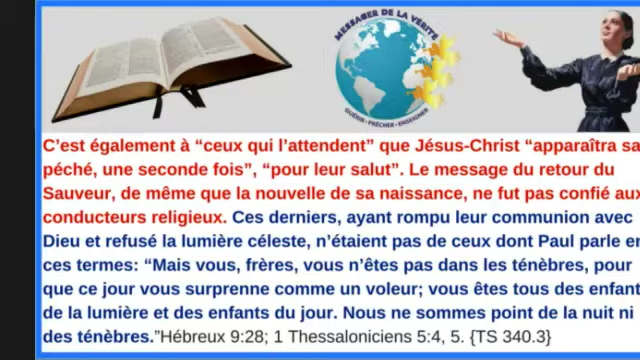 MESSAGER DE LA VÉRITÉ
GUÉRIR - PRÊCHER - ENSEIGNER
C’est également à “ceux qui l’attendent” que Jésus-Christ “apparaîtra sa
péché, une seconde fois”, “pour leur salut”. Le message du retour du
Sauveur, de même que la nouvelle de sa naissance, ne fut pas confié aux
conducteurs religieux. Ces derniers, ayant rompu leur communion avec
Dieu et refusé la lumière céleste, n’étaient pas de ceux dont Paul parle en
ces termes: “Mais vous, frères, vous n’êtes pas dans les ténèbres, pour
que ce jour vous surprenne comme un voleur; vous êtes tous des enfant
de la lumière et des enfants du jour. Nous ne sommes point de la nuit ni
des ténèbres.”Hébreux 9:28; 1 Thessaloniciens 5:4, 5. {TS 340.3}